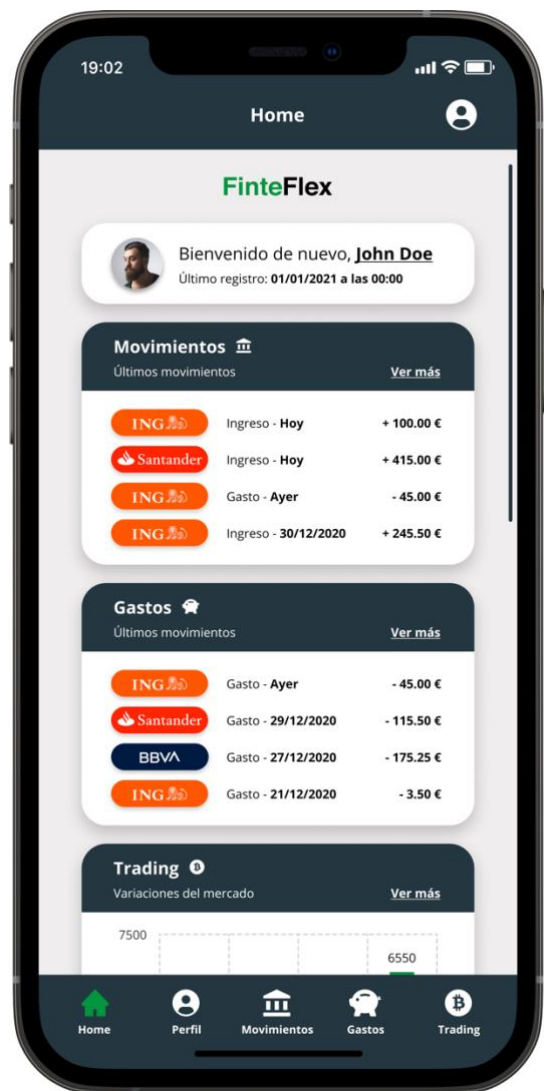 19:02
Home
FinteFlex
Bienvenido de nuevo, John Doe
Último registro: 01/01/2021 a las 00:00
Movimientos
Últimos movimientos Ver más
ING Ingreso - Hoy + 100.00 €
Santander Ingreso - Hoy + 415.00 €
ING Gasto - Ayer - 45.00 €
ING Ingreso - 30/12/2020 + 245.50 €
Gastos
Últimos movimientos Ver más
ING Gasto - Ayer - 45.00 €
Santander Gasto - 29/12/2020 - 115.50 €
BBVA Gasto - 27/12/2020 - 175.25 €
ING Gasto - 21/12/2020 - 3.50 €
Trading
Variaciones del mercado Ver más
7500
6550
Home Perfil Movimientos Gastos Trading